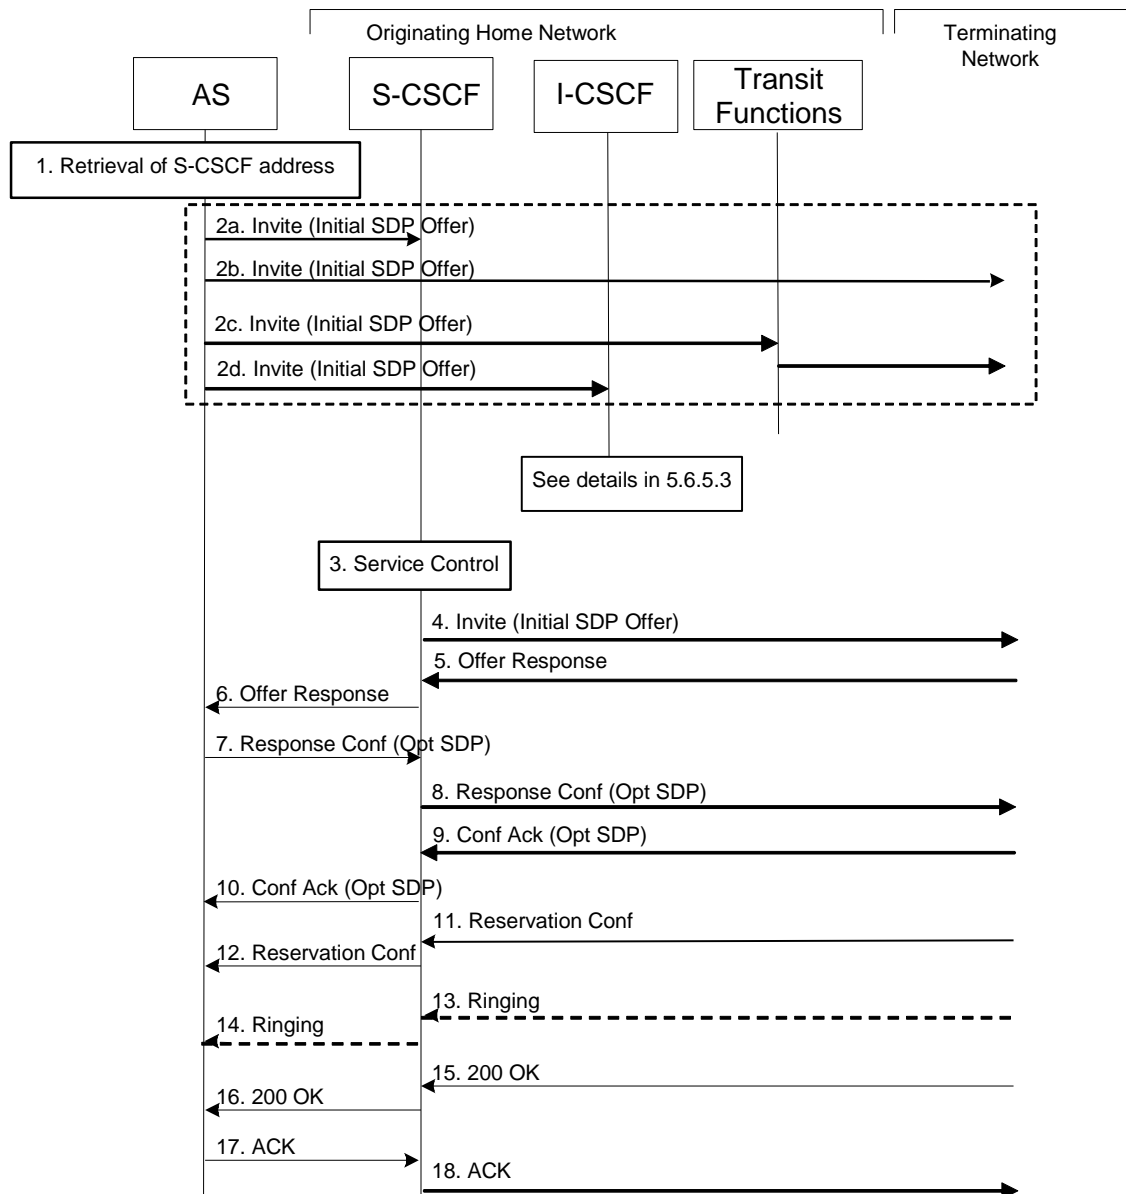 Originating Home Network
Terminating
Network
AS
S-CSCF
I-CSCF
Transit
Functions
1. Retrieval of S-CSCF address
2a. Invite (Initial SDP Offer)
2b. Invite (Initial SDP Offer)
2c. Invite (Initial SDP Offer)
2d. Invite (Initial SDP Offer)
See details in 5.6.5.3
3. Service Control
4. Invite (Initial SDP Offer)
5. Offer Response
6. Offer Response
7. Response Conf (Opt SDP)
8. Response Conf (Opt SDP)
9. Conf Ack (Opt SDP)
10. Conf Ack (Opt SDP)
11. Reservation Conf
12. Reservation Conf
13. Ringing
14. Ringing
15. 200 OK
16. 200 OK
17. ACK
18. ACK